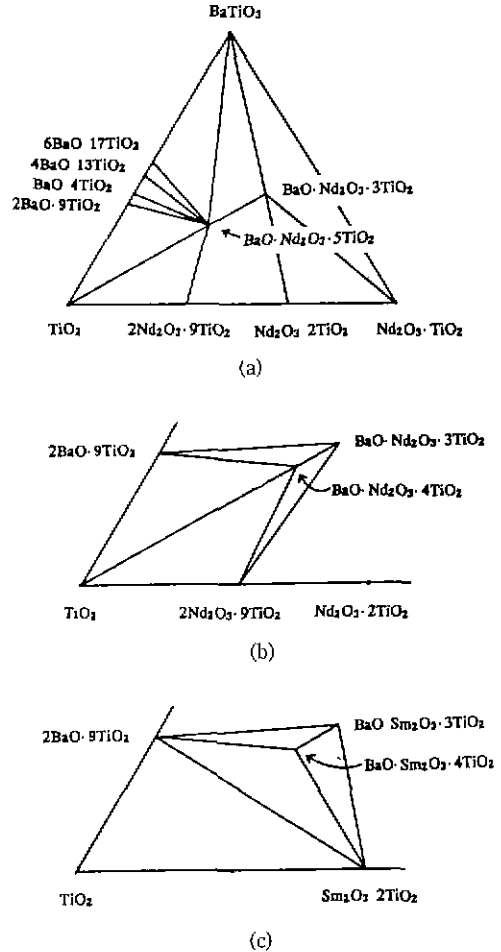 BaTiO₃
6BaO 17TiO₂
4BaO 13TiO₂
BaO 4TiO₂
2BaO·9TiO₂
BaO·Nd₂O₃·3TiO₂
BaO·Nd₂O₃·5TiO₂
TiO₂ 2Nd₂O₃·9TiO₂ Nd₂O₃ 2TiO₂ Nd₂O₃·TiO₂
(a)
2BaO·9TiO₂ BaO·Nd₂O₃·3TiO₂
BaO·Nd₂O₃·4TiO₂
TiO₂ 2Nd₂O₃·9TiO₂ Nd₂O₃·2TiO₂
(b)
2BaO·9TiO₂ BaO Sm₂O₃·3TiO₂
BaO·Sm₂O₃·4TiO₂
TiO₂ Sm₂O₃ 2TiO₂
(c)